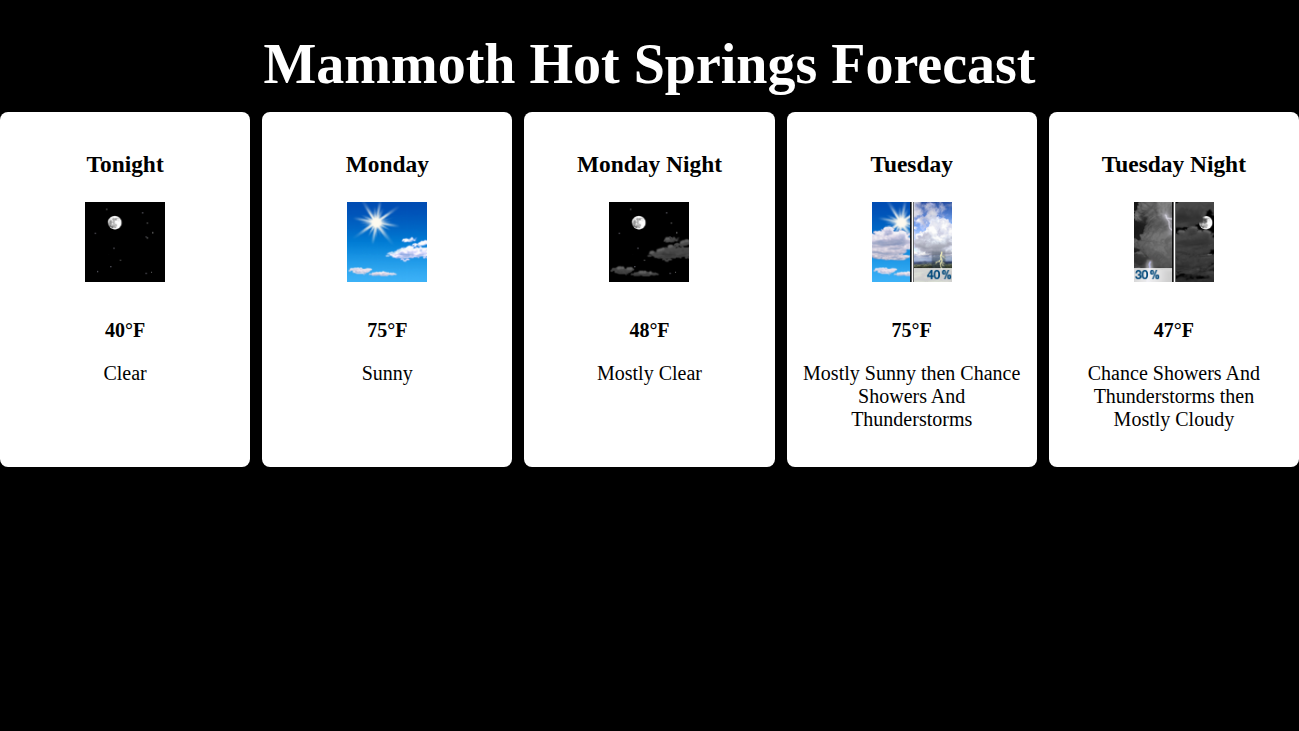 Mammoth Hot Springs Forecast
Tonight
40°F
Clear
Monday
75°F
Sunny
Monday Night
48°F
Mostly Clear
Tuesday
40%
75°F
Mostly Sunny then Chance
Showers And
Thunderstorms
Tuesday Night
30%
47°F
Chance Showers And
Thunderstorms then
Mostly Cloudy